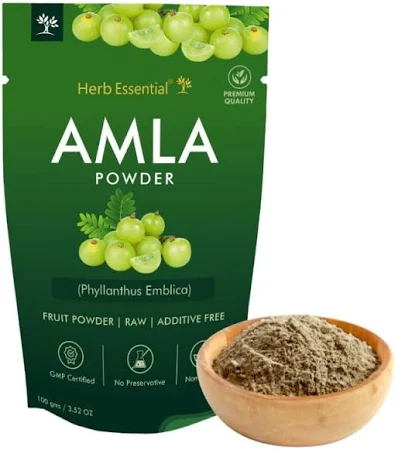 Herb Essential®
PREMIUM
QUALITY
AMLA
POWDER
(Phyllanthus Emblica)
FRUIT POWDER | RAW | ADDITIVE FREE
GMP Certified
No Preservative
100 gms / 3.52 OZ